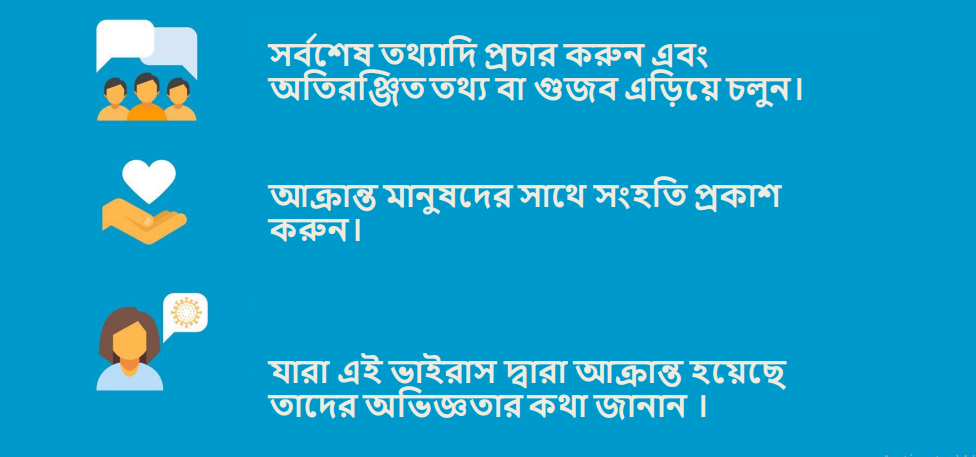 সর্বশেষ তথ্যাদি প্রচার করুন এবং
অতিরঞ্জিত তথ্য বা গুজব এড়িয়ে চলুন।
আক্রান্ত মানুষদের সাথে সংহতি প্রকাশ
করুন।
যারা এই ভাইরাস দ্বারা আক্রান্ত হয়েছে
তাদের অভিজ্ঞতার কথা জানান ।